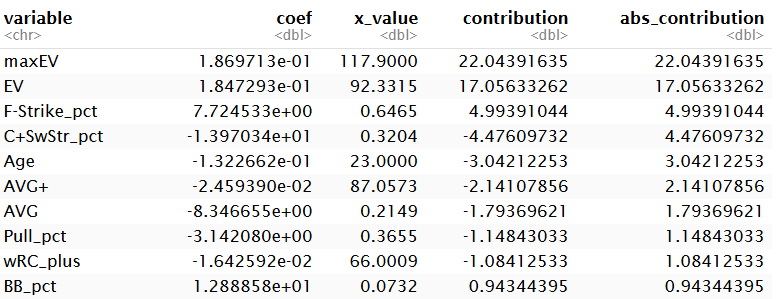 variable coef x_value contribution abs_contribution
<chr> <dbl> <dbl> <dbl> <dbl>
maxEV 1.869713e-01 117.9000 22.04391635 22.04391635
EV 1.847293e-01 92.3315 17.05633262 17.05633262
F-Strike_pct 7.724533e+00 0.6465 4.99391044 4.99391044
C+SwStr_pct -1.397034e+01 0.3204 -4.47609732 4.47609732
Age -1.322662e-01 23.0000 -3.04212253 3.04212253
AVG+ -2.459390e-02 87.0573 -2.14107856 2.14107856
AVG -8.346655e+00 0.2149 -1.79369621 1.79369621
Pull_pct -3.142080e+00 0.3655 -1.14843033 1.14843033
wRC_plus -1.642592e-02 66.0009 -1.08412533 1.08412533
BB_pct 1.288858e+01 0.0732 0.94344395 0.94344395